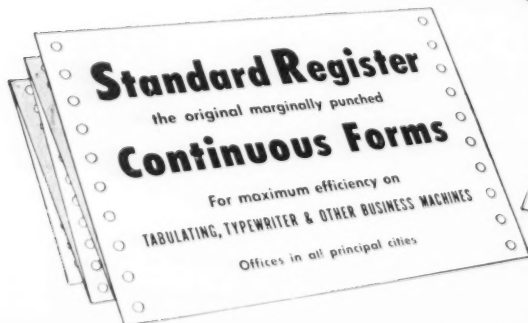 Standard Register
the original marginally punched
Continuous Forms
For maximum efficiency on
TABULATING, TYPEWRITER & OTHER BUSINESS MACHINES
Offices in all principal cities